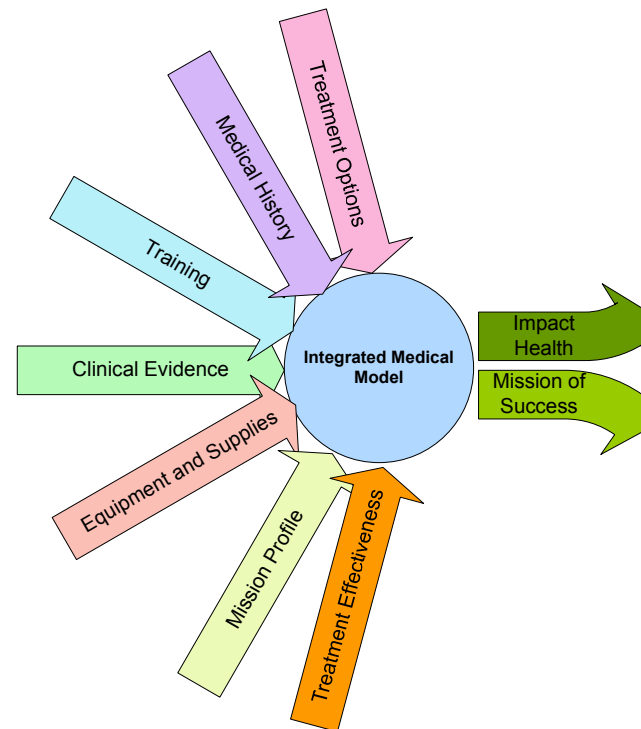 Treatment Options
Medical History
Training
Clinical Evidence
Equipment and Supplies
Mission Profile
Treatment Effectiveness
Integrated Medical
Model
Impact
Health
Mission of
Success